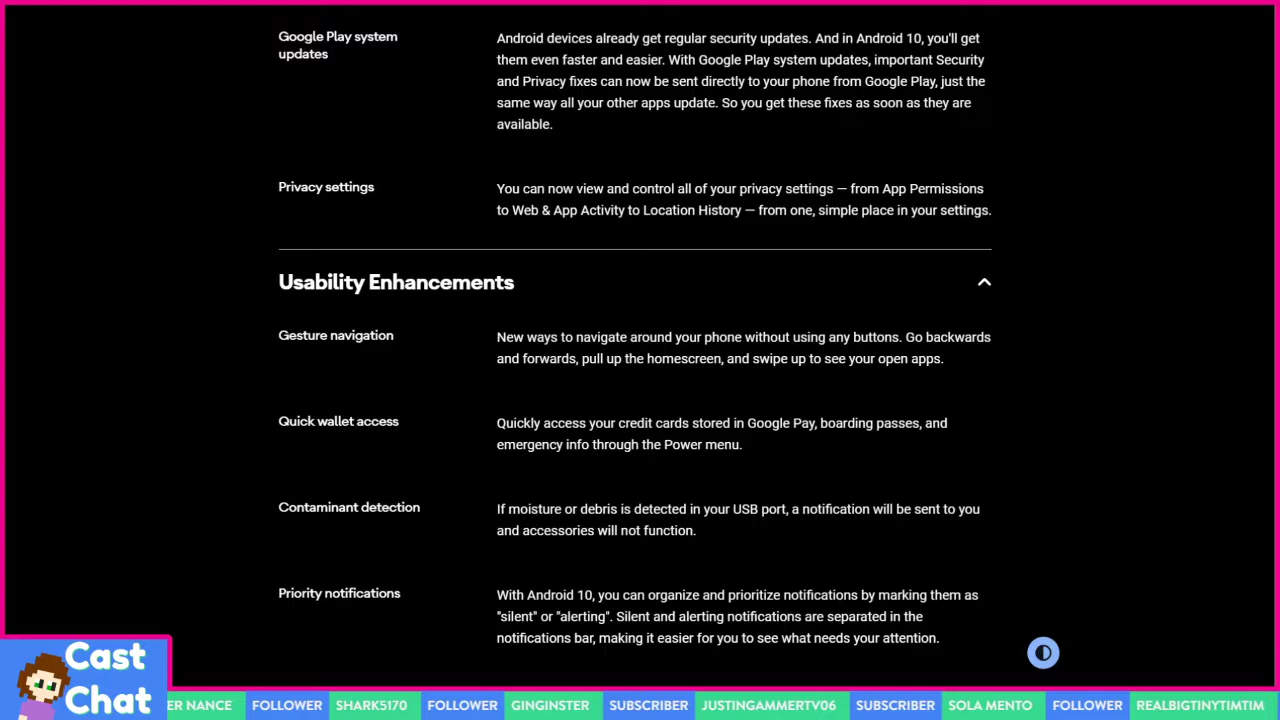 Google Play system
updates
Android devices already get regular security updates. And in Android 10, you'll get
them even faster and easier. With Google Play system updates, important Security
and Privacy fixes can now be sent directly to your phone from Google Play, just the
same way all your other apps update. So you get these fixes as soon as they are
available.
Privacy settings
You can now view and control all of your privacy settings — from App Permissions
to Web & App Activity to Location History — from one, simple place in your settings.
Usability Enhancements
Gesture navigation
New ways to navigate around your phone without using any buttons. Go backwards
and forwards, pull up the homescreen, and swipe up to see your open apps.
Quick wallet access
Quickly access your credit cards stored in Google Pay, boarding passes, and
emergency info through the Power menu.
Contaminant detection
If moisture or debris is detected in your USB port, a notification will be sent to you
and accessories will not function.
Priority notifications
With Android 10, you can organize and prioritize notifications by marking them as
"silent" or "alerting". Silent and alerting notifications are separated in the
notifications bar, making it easier for you to see what needs your attention.
Cast
Chat
ER NANCE FOLLOWER SHARK5170 FOLLOWER GINGINSTER SUBSCRIBER JUSTINGAMMERTV06 SUBSCRIBER SOLA MENTO FOLLOWER REALBIGTINYTIMTIM